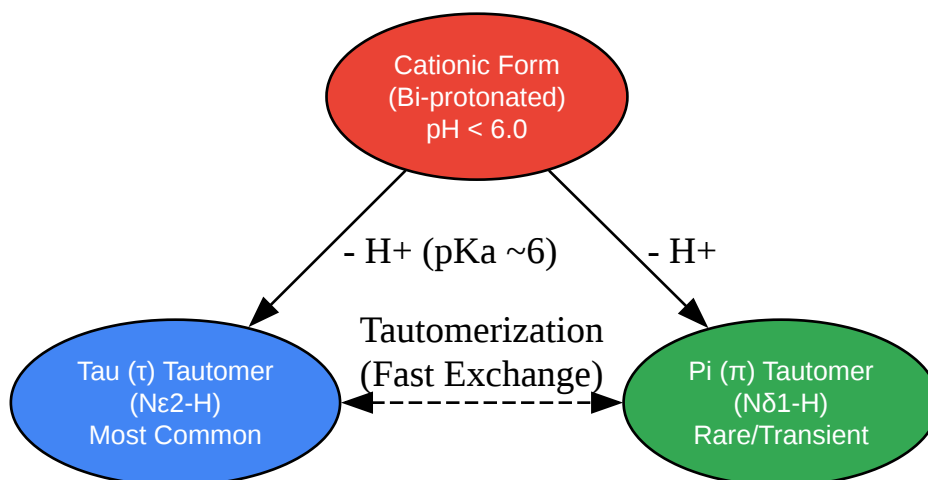 Cationic Form
(Bi-protonated)
pH < 6.0
- H+ (pKa ~6)
- H+
Tautomerization
(Fast Exchange)
Tau (τ) Tautomer
(Nε2-H)
Most Common
Pi (π) Tautomer
(Nδ1-H)
Rare/Transient